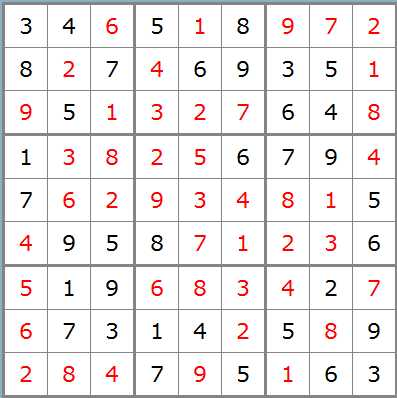 3 4 6 5 1 8 9 7 2
8 2 7 4 6 9 3 5 1
9 5 1 3 2 7 6 4 8
1 3 8 2 5 6 7 9 4
7 6 2 9 3 4 8 1 5
4 9 5 8 7 1 2 3 6
5 1 9 6 8 3 4 2 7
6 7 3 1 4 2 5 8 9
2 8 4 7 9 5 1 6 3